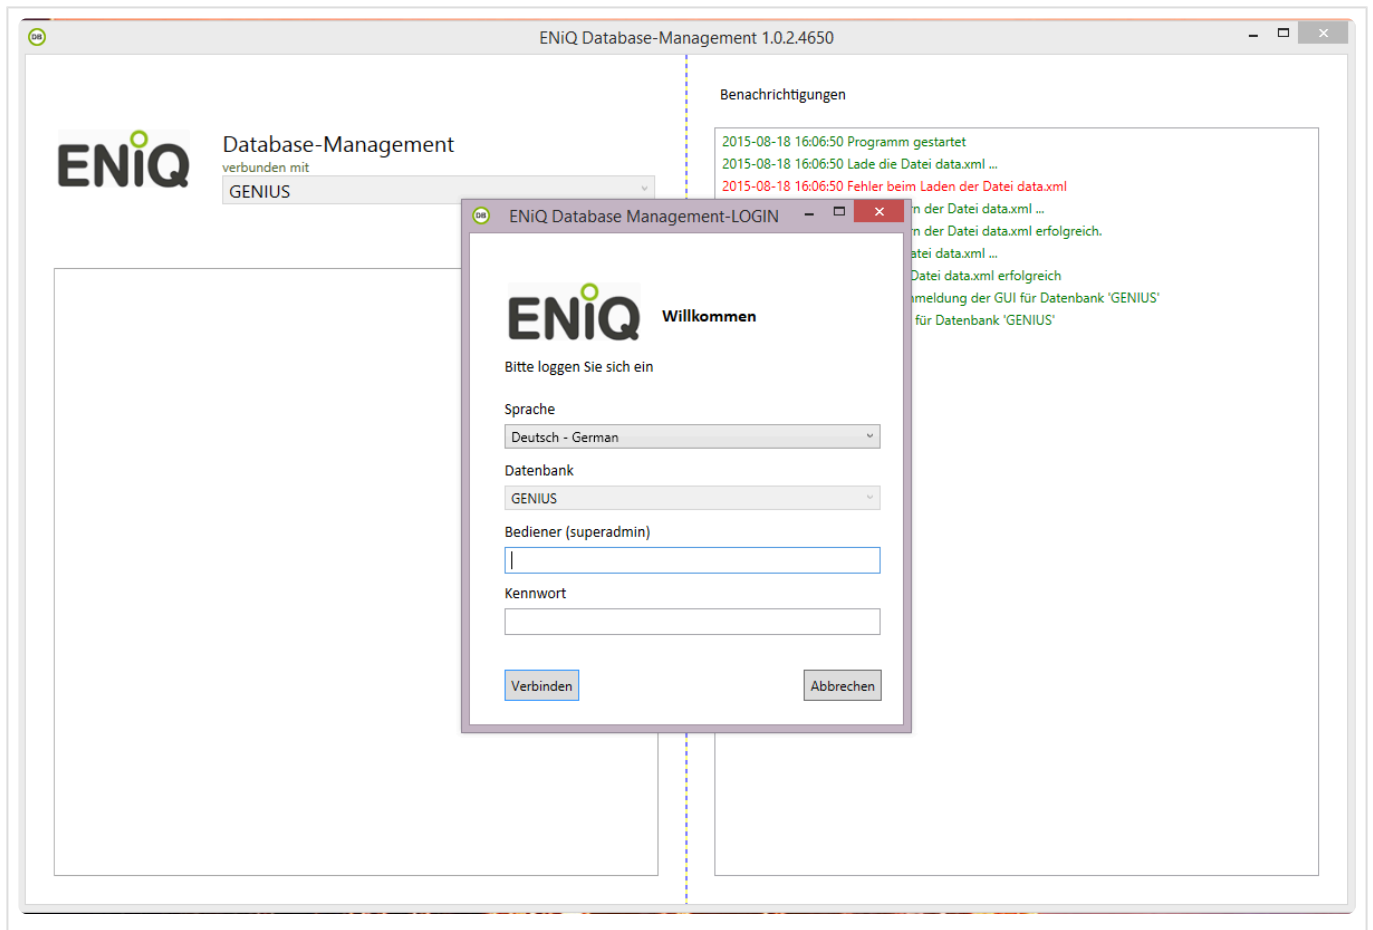 DB
ENiQ Database-Management 1.0.2.4650
ENiQ
Database-Management
verbunden mit
GENIUS
Benachrichtigungen
2015-08-18 16:06:50 Programm gestartet
2015-08-18 16:06:50 Lade die Datei data.xml ...
2015-08-18 16:06:50 Fehler beim Laden der Datei data.xml
der Datei data.xml ...
der Datei data.xml erfolgreich.
data.xml ...
Datei data.xml erfolgreich
der GUI für Datenbank 'GENIUS'
für Datenbank 'GENIUS'
DB
ENiQ Database Management-LOGIN
ENiQ
Willkommen
Bitte loggen Sie sich ein
Sprache
Deutsch - German
Datenbank
GENIUS
Bediener (superadmin)
Kennwort
Verbinden
Abbrechen